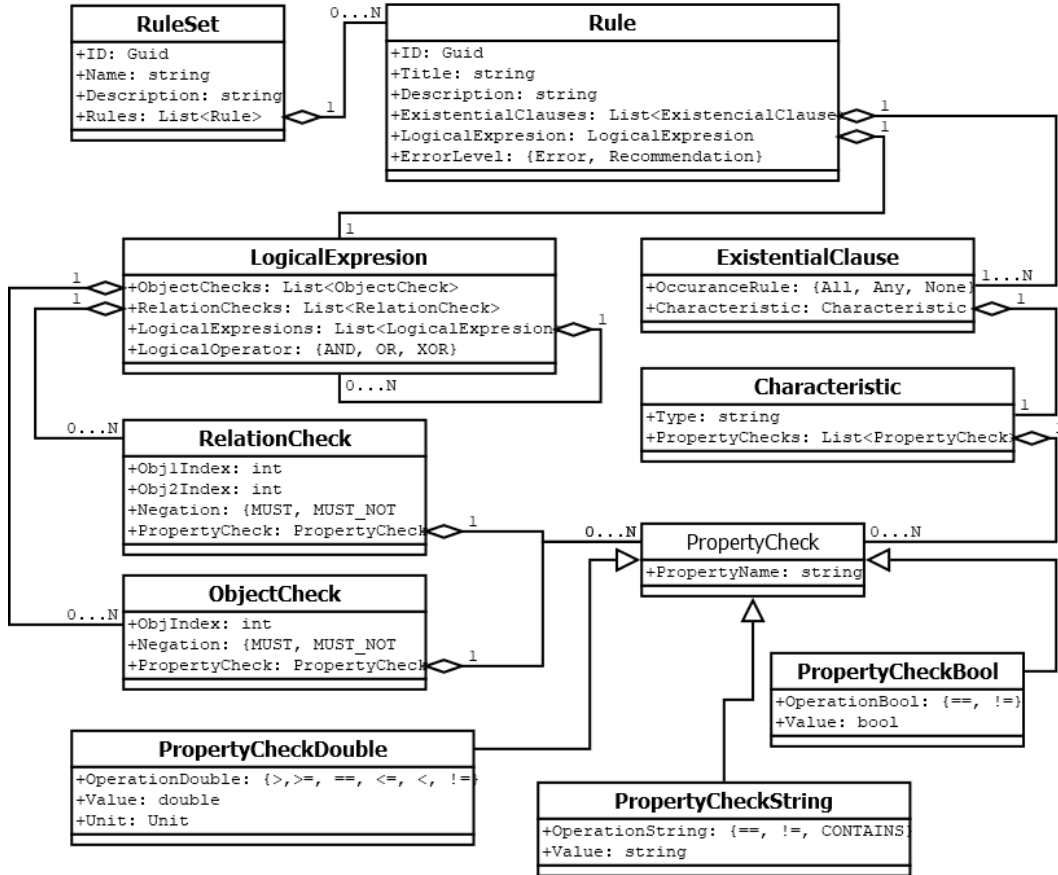 RuleSet
+ID: Guid
+Name: string
+Description: string
+Rules: List<Rule>
1
0...N
Rule
+ID: Guid
+Title: string
+Description: string
+ExistentialClauses: List<ExistencialClause
+LogicalExpresion: LogicalExpresion
+ErrorLevel: {Error, Recommendation}
1
1
1
LogicalExpresion
+ObjectChecks: List<ObjectCheck>
+RelationChecks: List<RelationCheck>
+LogicalExpresions: List<LogicalExpresion
+LogicalOperator: {AND, OR, XOR}
1
1
1
0...N
ExistentialClause
+OccuranceRule: {All, Any, None}
+Characteristic: Characteristic
1...N
1
Characteristic
+Type: string
+PropertyChecks: List<PropertyCheck>
1
1
0...N
RelationCheck
+Obj1Index: int
+Obj2Index: int
+Negation: {MUST, MUST_NOT
+PropertyCheck: PropertyCheck
1
0...N
PropertyCheck
+PropertyName: string
0...N
0...N
ObjectCheck
+ObjIndex: int
+Negation: {MUST, MUST_NOT
+PropertyCheck: PropertyCheck
1
PropertyCheckBool
+OperationBool: {==, !=}
+Value: bool
PropertyCheckDouble
+OperationDouble: {>,>=, ==, <=, <, !=}
+Value: double
+Unit: Unit
PropertyCheckString
+OperationString: {==, !=, CONTAINS}
+Value: string